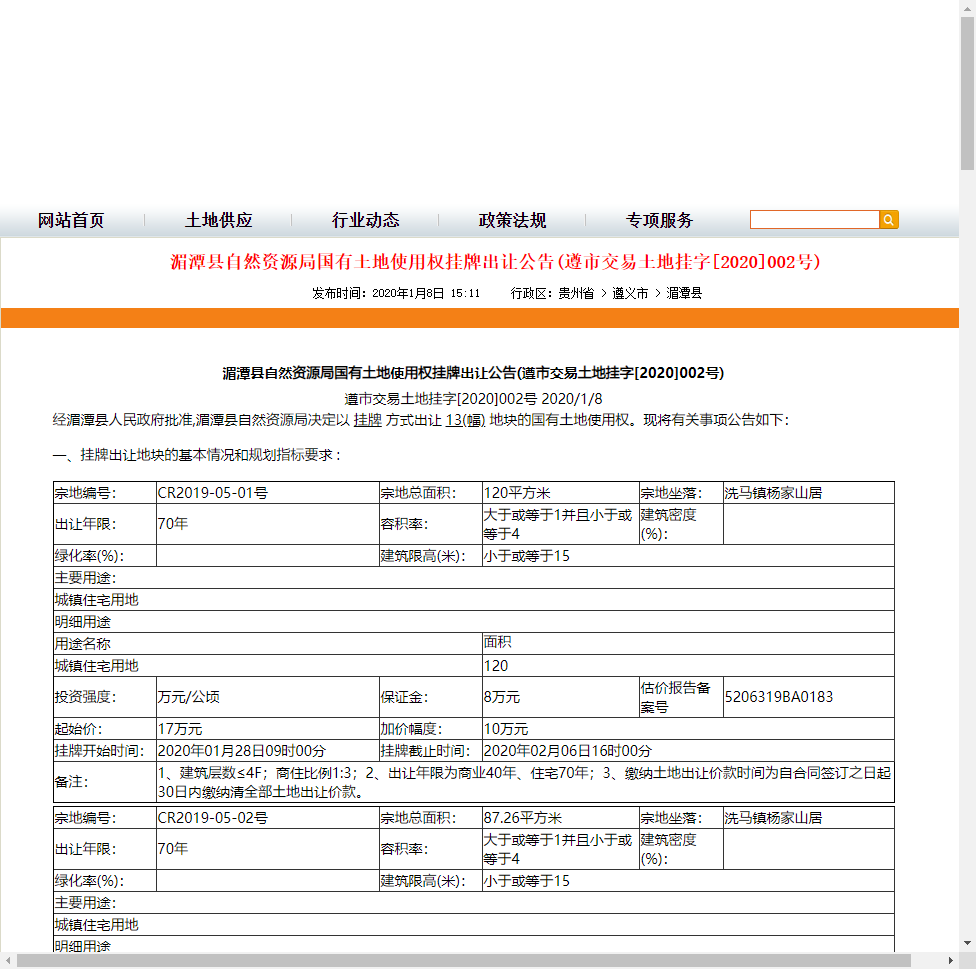 网站首页 土地供应 行业动态 政策法规 专项服务
湄潭县自然资源局国有土地使用权挂牌出让公告(遵市交易土地挂字[2020]002号)
发布时间：2020年1月8日 15:11 行政区：贵州省 > 遵义市 > 湄潭县
湄潭县自然资源局国有土地使用权挂牌出让公告(遵市交易土地挂字[2020]002号)
遵市交易土地挂字[2020]002号 2020/1/8
经湄潭县人民政府批准,湄潭县自然资源局决定以 挂牌 方式出让 13(幅) 地块的国有土地使用权。现将有关事项公告如下：
一、挂牌出让地块的基本情况和规划指标要求：
宗地编号： CR2019-05-01号 宗地总面积： 120平方米 宗地坐落： 洗马镇杨家山居
出让年限： 70年 容积率： 大于或等于1并且小于或等于4 建筑密度(%)：
绿化率(%)： 建筑限高(米)： 小于或等于15
主要用途：
城镇住宅用地
明细用途
用途名称 面积
城镇住宅用地 120
投资强度： 万元/公顷 保证金： 8万元 估价报告备案号 5206319BA0183
起始价： 17万元 加价幅度： 10万元
挂牌开始时间： 2020年01月28日09时00分 挂牌截止时间： 2020年02月06日16时00分
备注： 1、建筑层数≤4F；商住比例1:3；2、出让年限为商业40年、住宅70年；3、缴纳土地出让价款时间为自合同签订之日起
30日内缴纳清全部土地出让价款。
宗地编号： CR2019-05-02号 宗地总面积： 87.26平方米 宗地坐落： 洗马镇杨家山居
出让年限： 70年 容积率： 大于或等于1并且小于或等于4 建筑密度(%)：
绿化率(%)： 建筑限高(米)： 小于或等于15
主要用途：
城镇住宅用地
明细用途